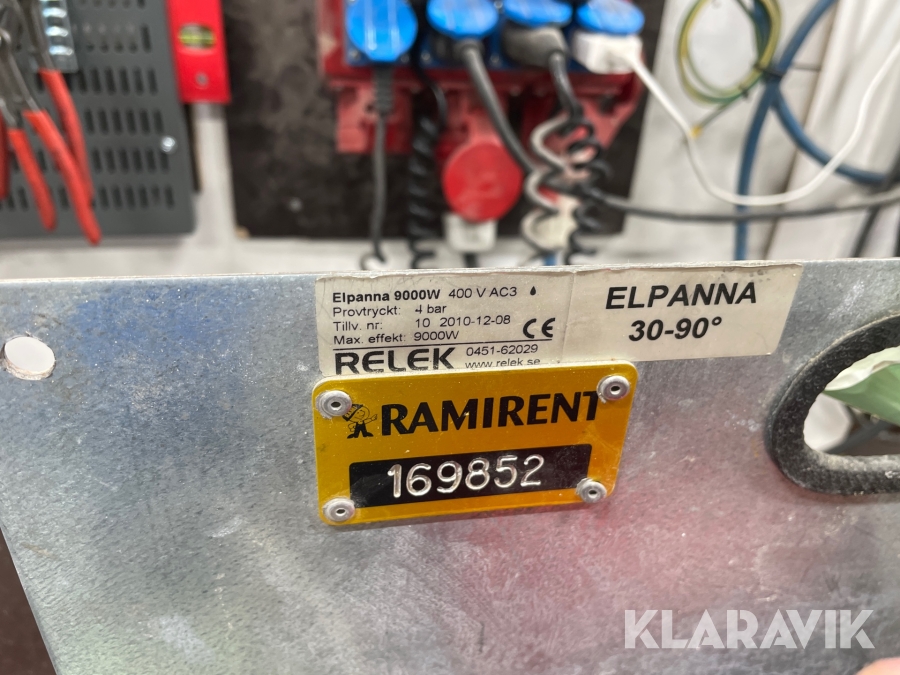 Elpanna 9000W 400 V AC3
Provtryckt: 4 bar
Tillv. nr: 10 2010-12-08
Max. effekt: 9000W
RELEK 0451-62029
www.relek.se
ELPANNA
30-90°
RAMIRENT
169852
KLARAVIK